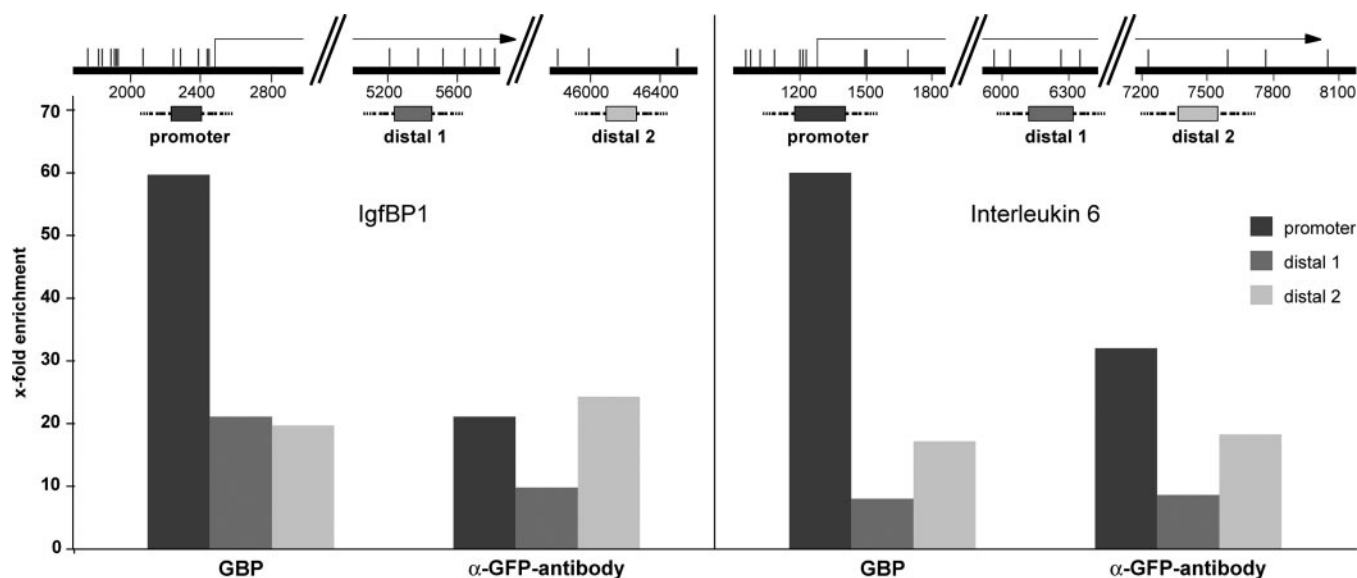 2000 2400 2800 5200 5600 46000 46400 1200 1500 1800 6000 6300 7200 7500 7800 8100
promoter distal 1 distal 2 promoter distal 1 distal 2
x-fold enrichment
70
60
50
40
30
20
10
0
IgfBP1
Interleukin 6
promoter
distal 1
distal 2
GBP α-GFP-antibody GBP α-GFP-antibody